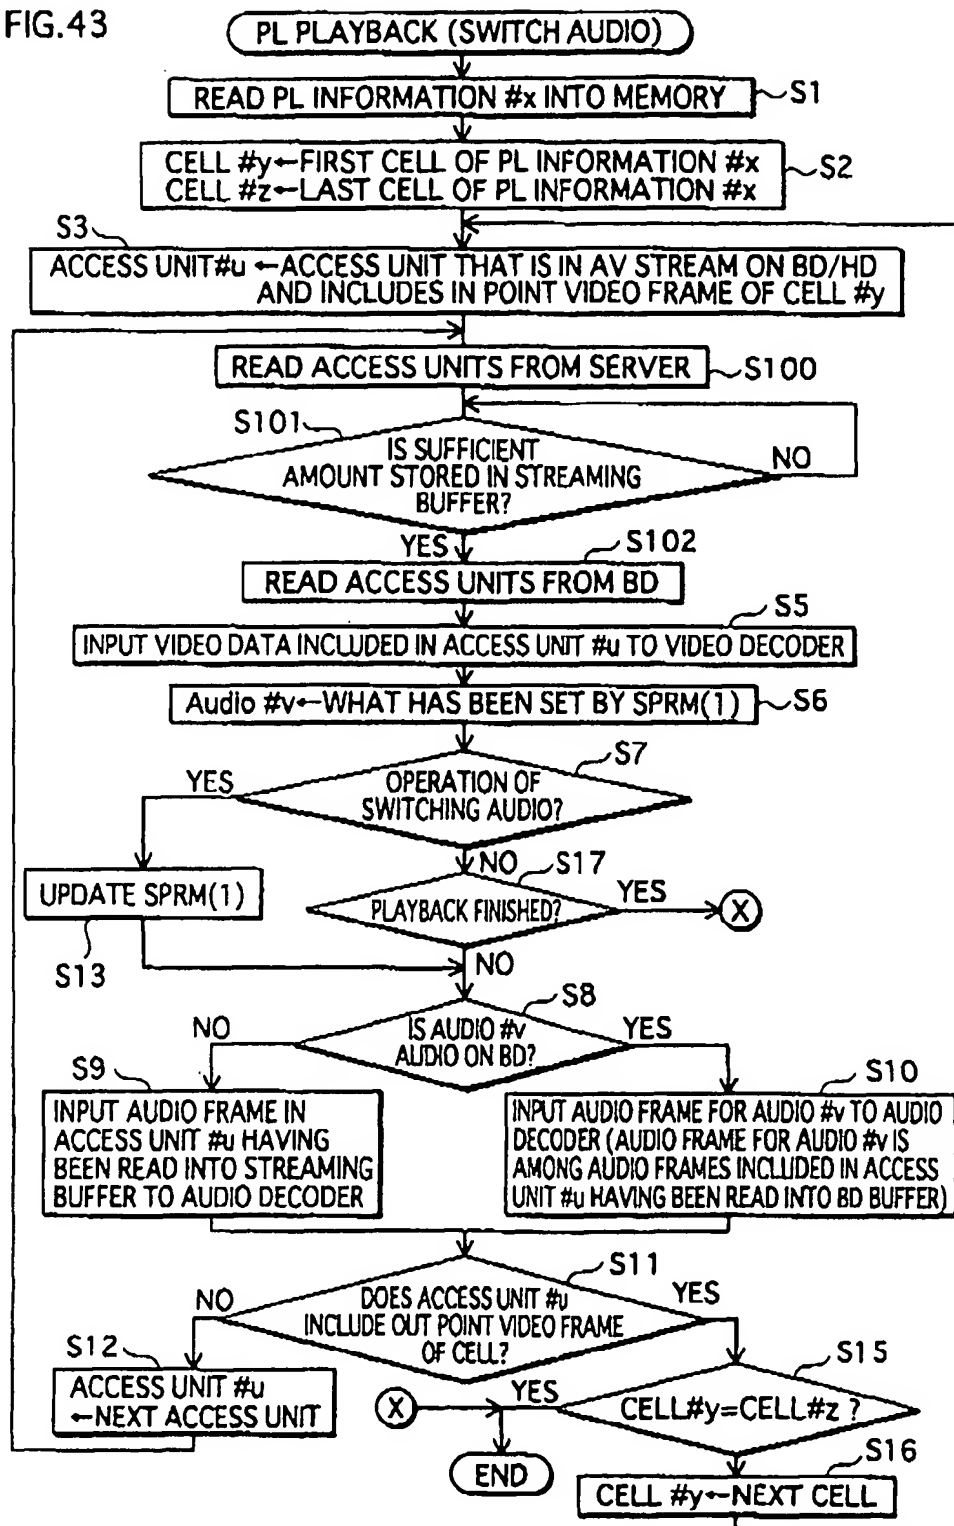 FIG.43
PL PLAYBACK (SWITCH AUDIO)
READ PL INFORMATION #x INTO MEMORY
S1
CELL #y←FIRST CELL OF PL INFORMATION #x
CELL #z←LAST CELL OF PL INFORMATION #x
S2
S3
ACCESS UNIT#u ←ACCESS UNIT THAT IS IN AV STREAM ON BD/HD
AND INCLUDES IN POINT VIDEO FRAME OF CELL #y
READ ACCESS UNITS FROM SERVER
S100
S101
IS SUFFICIENT
AMOUNT STORED IN STREAMING
BUFFER?
NO
YES
S102
READ ACCESS UNITS FROM BD
S5
INPUT VIDEO DATA INCLUDED IN ACCESS UNIT #u TO VIDEO DECODER
Audio #v←WHAT HAS BEEN SET BY SPRM(1)
S6
S7
YES
OPERATION OF
SWITCHING AUDIO?
NO
S17
UPDATE SPRM(1)
S13
PLAYBACK FINISHED?
YES
X
NO
S8
NO
IS AUDIO #v
AUDIO ON BD?
YES
S9
INPUT AUDIO FRAME IN
ACCESS UNIT #u HAVING
BEEN READ INTO STREAMING
BUFFER TO AUDIO DECODER
S10
INPUT AUDIO FRAME FOR AUDIO #v TO AUDIO
DECODER (AUDIO FRAME FOR AUDIO #v IS
AMONG AUDIO FRAMES INCLUDED IN ACCESS
UNIT #u HAVING BEEN READ INTO BD BUFFER)
S11
NO
DOES ACCESS UNIT #u
INCLUDE OUT POINT VIDEO FRAME
OF CELL?
YES
S12
ACCESS UNIT #u
←NEXT ACCESS UNIT
S15
X
YES
CELL#y=CELL#z ?
END
S16
CELL #y←NEXT CELL